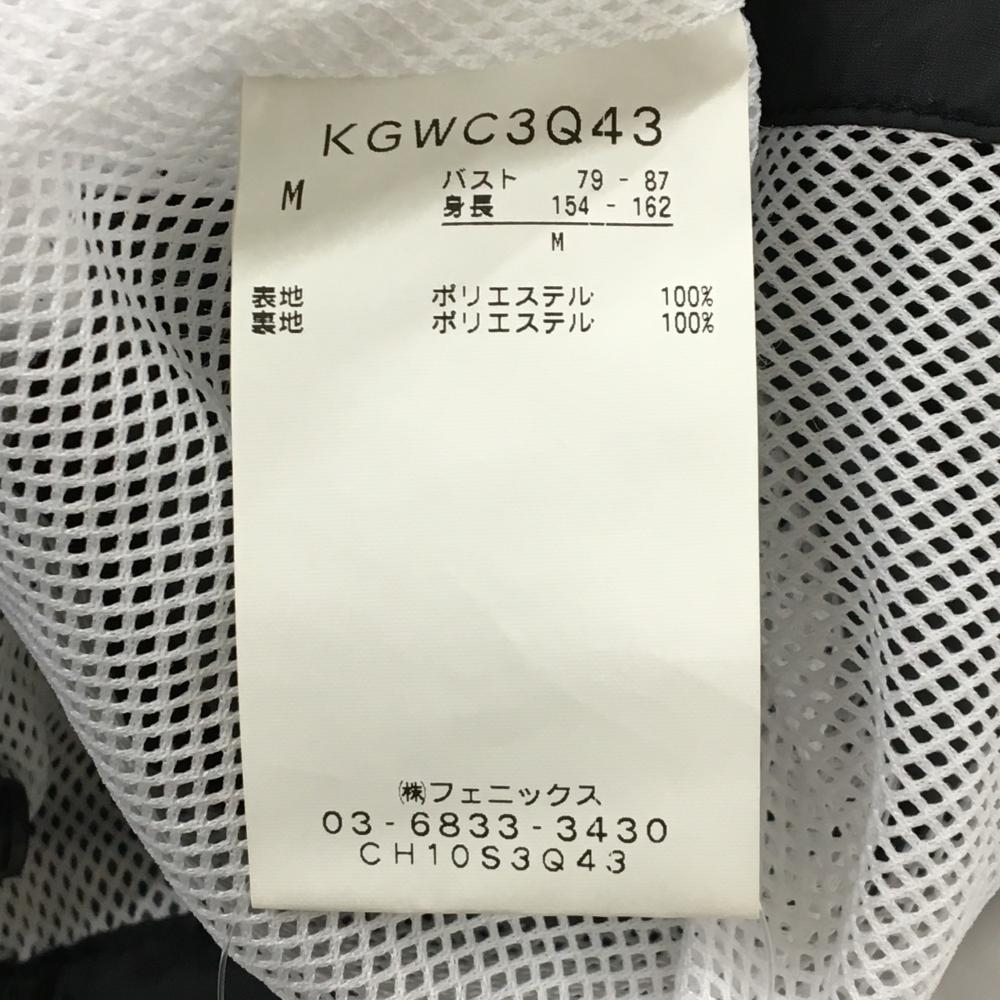 KGWC3Q43
M バスト 79 - 87
身長 154 - 162
M
表地 ポリエステル 100%
裏地 ポリエステル 100%
㈱フェニックス
03-6833-3430
CH10S3Q43